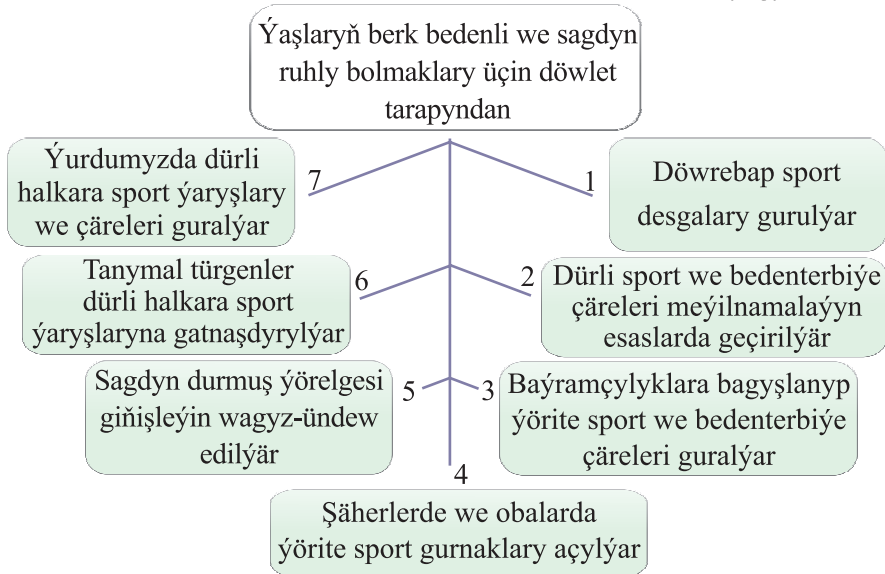 Ýaşlaryň berk bedenli we sagdyn
ruhly bolmaklary üçin döwlet
tarapyndan
1
Döwrebap sport
desgalary gurulýar
2
Dürli sport we bedenterbiýe
çäreleri meýilnamalaýyn
esaslarda geçirilýär
3
Baýramçylyklara bagyşlanyp
ýörite sport we bedenterbiýe
çäreleri guralýar
4
Şäherlerde we obalarda
ýörite sport gurnaklary açylýar
5
Sagdyn durmuş ýörelgesi
giňişleýin wagyz-ündew
edilýär
6
Tanymal türgenler
dürli halkara sport
ýaryşlaryna gatnaşdyrylýar
7
Ýurdumyzda dürli
halkara sport ýaryşlary
we çäreleri guralýar